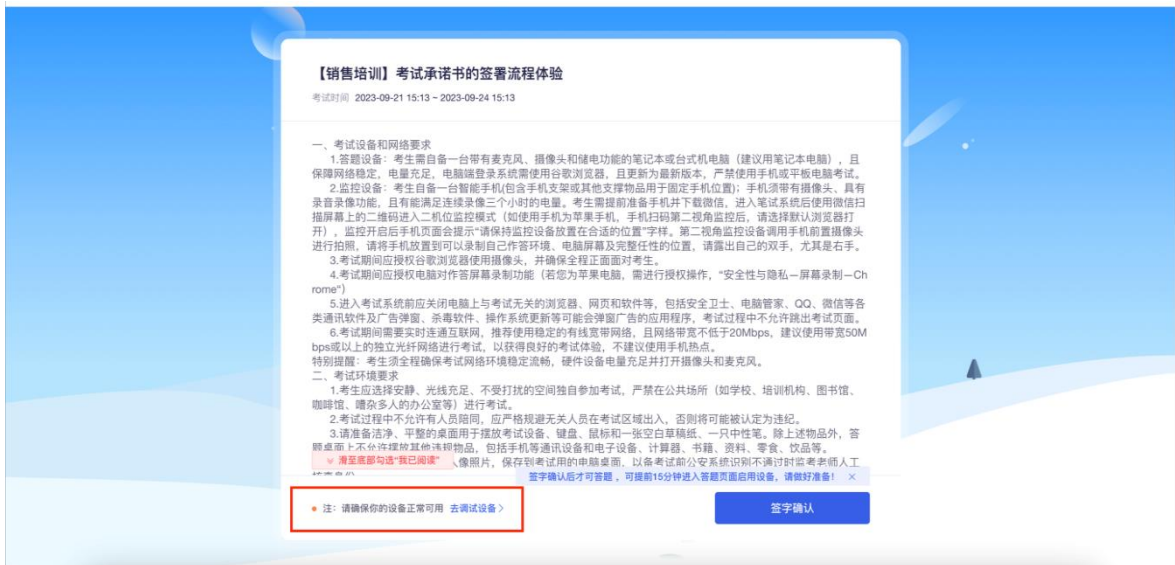 【销售培训】考试承诺书的签署流程体验
考试时间 2023-09-21 15:13 ~ 2023-09-24 15:13
一、考试设备和网络要求
1.答题设备：考生需自备一台带有麦克风、摄像头和储电功能的笔记本或台式机电脑（建议用笔记本电脑），且
保障网络稳定，电量充足，电脑端登录系统需使用谷歌浏览器，且更新为最新版本，严禁使用手机或平板电脑考试。
2.监控设备：考生自备一台智能手机(包含手机支架或其他支撑物品用于固定手机位置)；手机须带有摄像头、具有
录音录像功能，且有能满足连续录像三个小时的电量。考生需提前准备手机并下载微信，进入笔试系统后使用微信扫
描屏幕上的二维码进入二机位监控模式（如使用手机为苹果手机，手机扫码第二视角监控后，请选择默认浏览器打
开），监控开启后手机页面会提示“请保持监控设备放置在合适的位置”字样。第二视角监控设备调用手机前置摄像头
进行拍照，请将手机放置到可以录制自己作答环境、电脑屏幕及完整任性的位置，请露出自己的双手，尤其是右手。
3.考试期间应授权谷歌浏览器使用摄像头，并确保全程正面面对考生。
4.考试期间应授权电脑对作答屏幕录制功能（若您为苹果电脑，需进行授权操作，“安全性与隐私—屏幕录制—Ch
rome“）
5.进入考试系统前应关闭电脑上与考试无关的浏览器、网页和软件等，包括安全卫士、电脑管家、QQ、微信等各
类通讯软件及广告弹窗、杀毒软件、操作系统更新等可能会弹窗广告的应用程序，考试过程中不允许跳出考试页面。
6.考试期间需要实时连通互联网，推荐使用稳定的有线宽带网络，且网络带宽不低于20Mbps，建议使用带宽50M
bps或以上的独立光纤网络进行考试，以获得良好的考试体验，不建议使用手机热点。
特别提醒：考生须全程确保考试网络环境稳定流畅，硬件设备电量充足并打开摄像头和麦克风。
二、考试环境要求
1.考生应选择安静、光线充足、不受打扰的空间独自参加考试，严禁在公共场所（如学校、培训机构、图书馆、
咖啡馆、嘈杂多人的办公室等）进行考试。
2.考试过程中不允许有人员陪同，应严格规避无关人员在考试区域出入，否则将可能被认定为违纪。
3.请准备洁净、平整的桌面用于摆放考试设备、键盘、鼠标和一张空白草稿纸、一只中性笔。除上述物品外，答
题桌面上不允许摆放其他违规物品，包括手机等通讯设备和电子设备、计算器、书籍、资料、零食、饮品等。
滑至底部勾选“我已阅读”
像照片，保存到考试用的电脑桌面，以备考试前公安系统识别不通过时监考老师人工
签字确认后才可答题，可提前15分钟进入答题页面启用设备，请做好准备！
注：请确保你的设备正常可用 去调试设备
签字确认